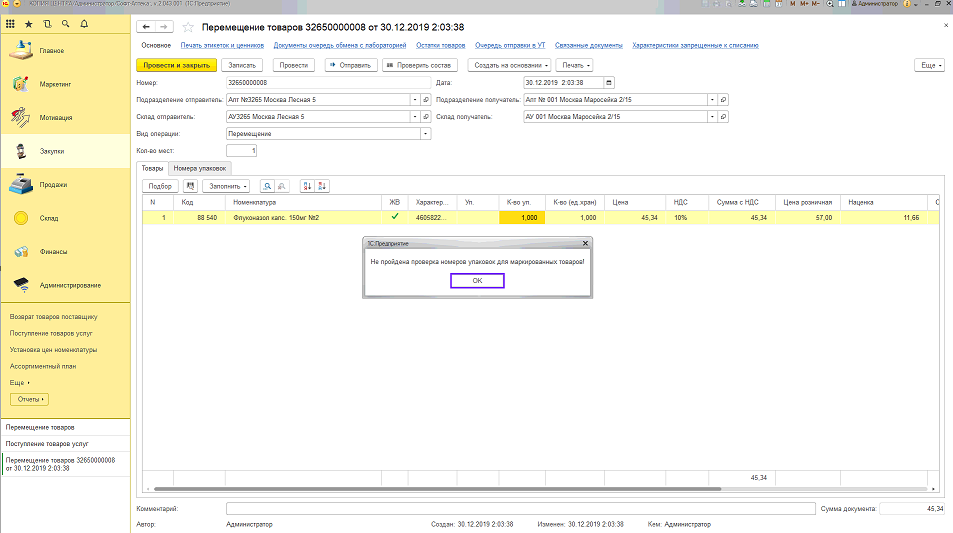 КОПИЯ ЦЕНТРА /Администратор/ : v.2.043.001 (1С:Предприятие) M M+ M- Администратор
Перемещение товаров 32650000008 от 30.12.2019 2:03:38
Основное Печать этикеток и ценников Документы очередь обмена с лабораторией Остатки товаров Очередь отправки в УТ Связанные документы Характеристики запрещенные к списанию
Провести и закрыть Записать Провести Отправить Проверить состав Создать на основании Печать Еще
Номер: 32650000008 Дата: 30.12.2019 2:03:38
Подразделение отправитель: Апт №3265 Москва Лесная 5 Подразделение получатель: Апт № 001 Москва Маросейка 2/15
Склад отправитель: АУ3265 Москва Лесная 5 Склад получатель: АУ 001 Москва Маросейка 2/15
Вид операции: Перемещение
Кол-во мест: 1
Товары Номера упаковок
Подбор Заполнить
N Код Номенклатура ЖВ Характер... Уп. К-во уп. К-во (ед.хран) Цена НДС Сумма с НДС Цена розничная Наценка С
1 88 540 Флуконазол капс. 150мг №2 4605822... 1,000 1,000 45,34 10% 45,34 57,00 11,66
1С:Предприятие
Не пройдена проверка номеров упаковок для маркированных товаров!
OK
45,34
Комментарий: Сумма документа: 45,34
Автор: Администратор Создан: 30.12.2019 2:03:38 Изменен: 30.12.2019 2:03:38 Кем: Администратор
Главное
Маркетинг
Мотивация
Закупки
Продажи
Склад
Финансы
Администрирование
Возврат товаров поставщику
Поступление товаров услуг
Установка цен номенклатуры
Ассортиментный план
Еще
Отчеты
Перемещение товаров
Поступление товаров услуг
Перемещение товаров 32650000008
от 30.12.2019 2:03:38